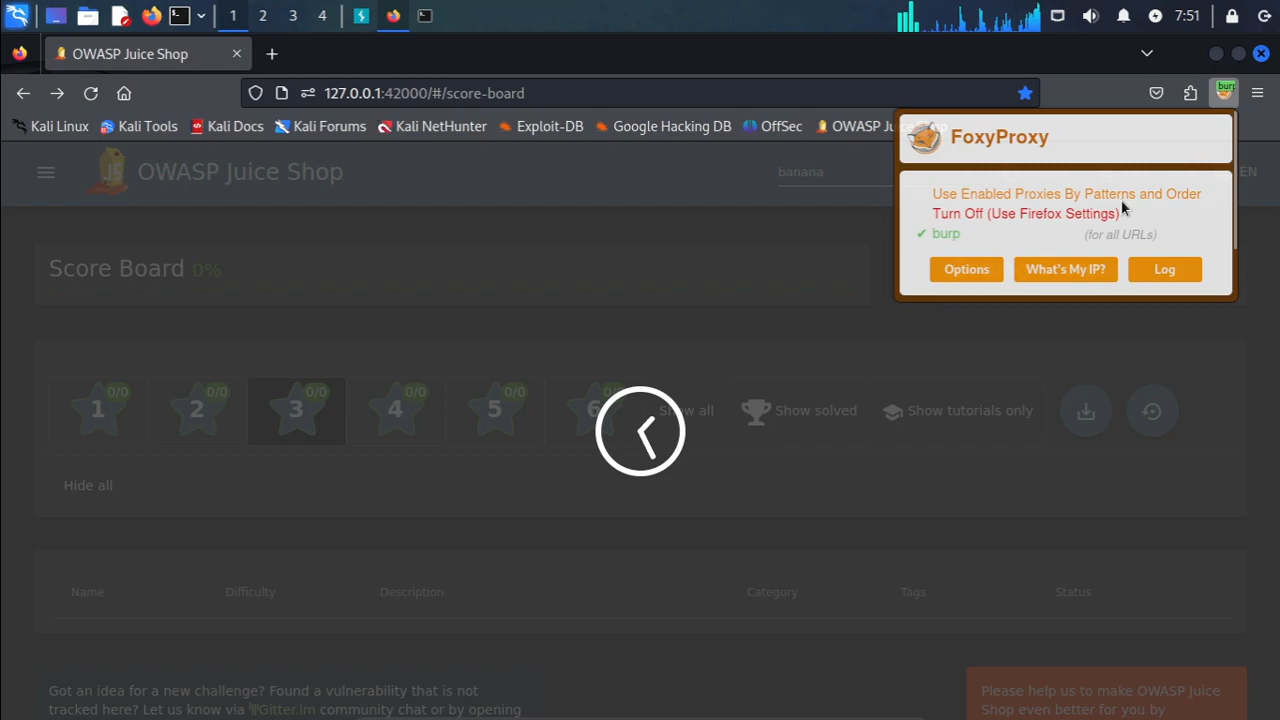 1
2
3
4
7:51
OWASP Juice Shop
127.0.0.1:42000/#/score-board
burp
Kali Linux
Kali Tools
Kali Docs
Kali Forums
Kali NetHunter
Exploit-DB
Google Hacking DB
OffSec
OWASP Ju
FoxyProxy
Use Enabled Proxies By Patterns and Order
Turn Off (Use Firefox Settings)
✔ burp (for all URLs)
Options What's My IP? Log
OWASP Juice Shop
banana
EN
Score Board 0%
1 0/0
2 0/0
3 0/0
4 0/0
5 0/0
6
Show all
Show solved
Show tutorials only
Hide all
Name Difficulty Description Category Tags Status
Got an idea for a new challenge? Found a vulnerability that is not
tracked here? Let us know via Gitter.im community chat or by opening
Please help us to make OWASP Juice
Shop even better for you by